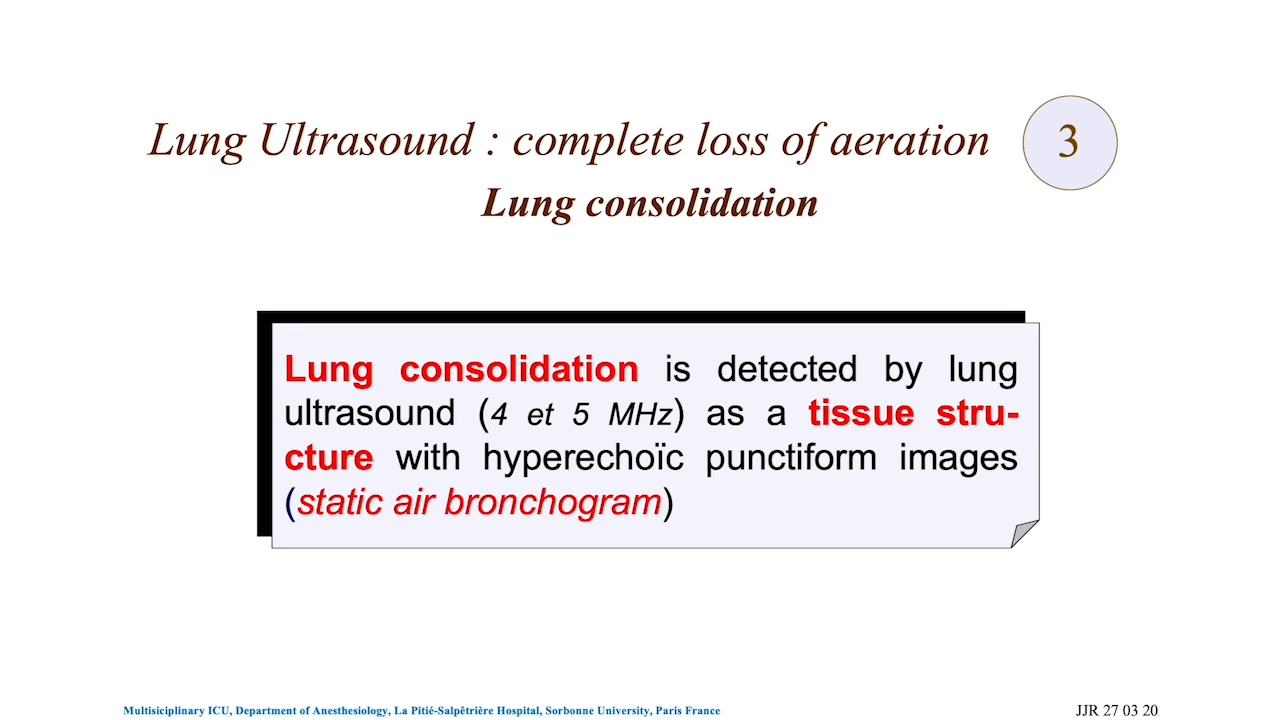 Lung Ultrasound : complete loss of aeration 3
Lung consolidation
Lung consolidation is detected by lung
ultrasound (4 et 5 MHz) as a tissue stru-
cture with hyperechoïc punctiform images
(static air bronchogram)
Multisiciplinary ICU, Department of Anesthesiology, La Pitié-Salpêtrière Hospital, Sorbonne University, Paris France
JJR 27 03 20